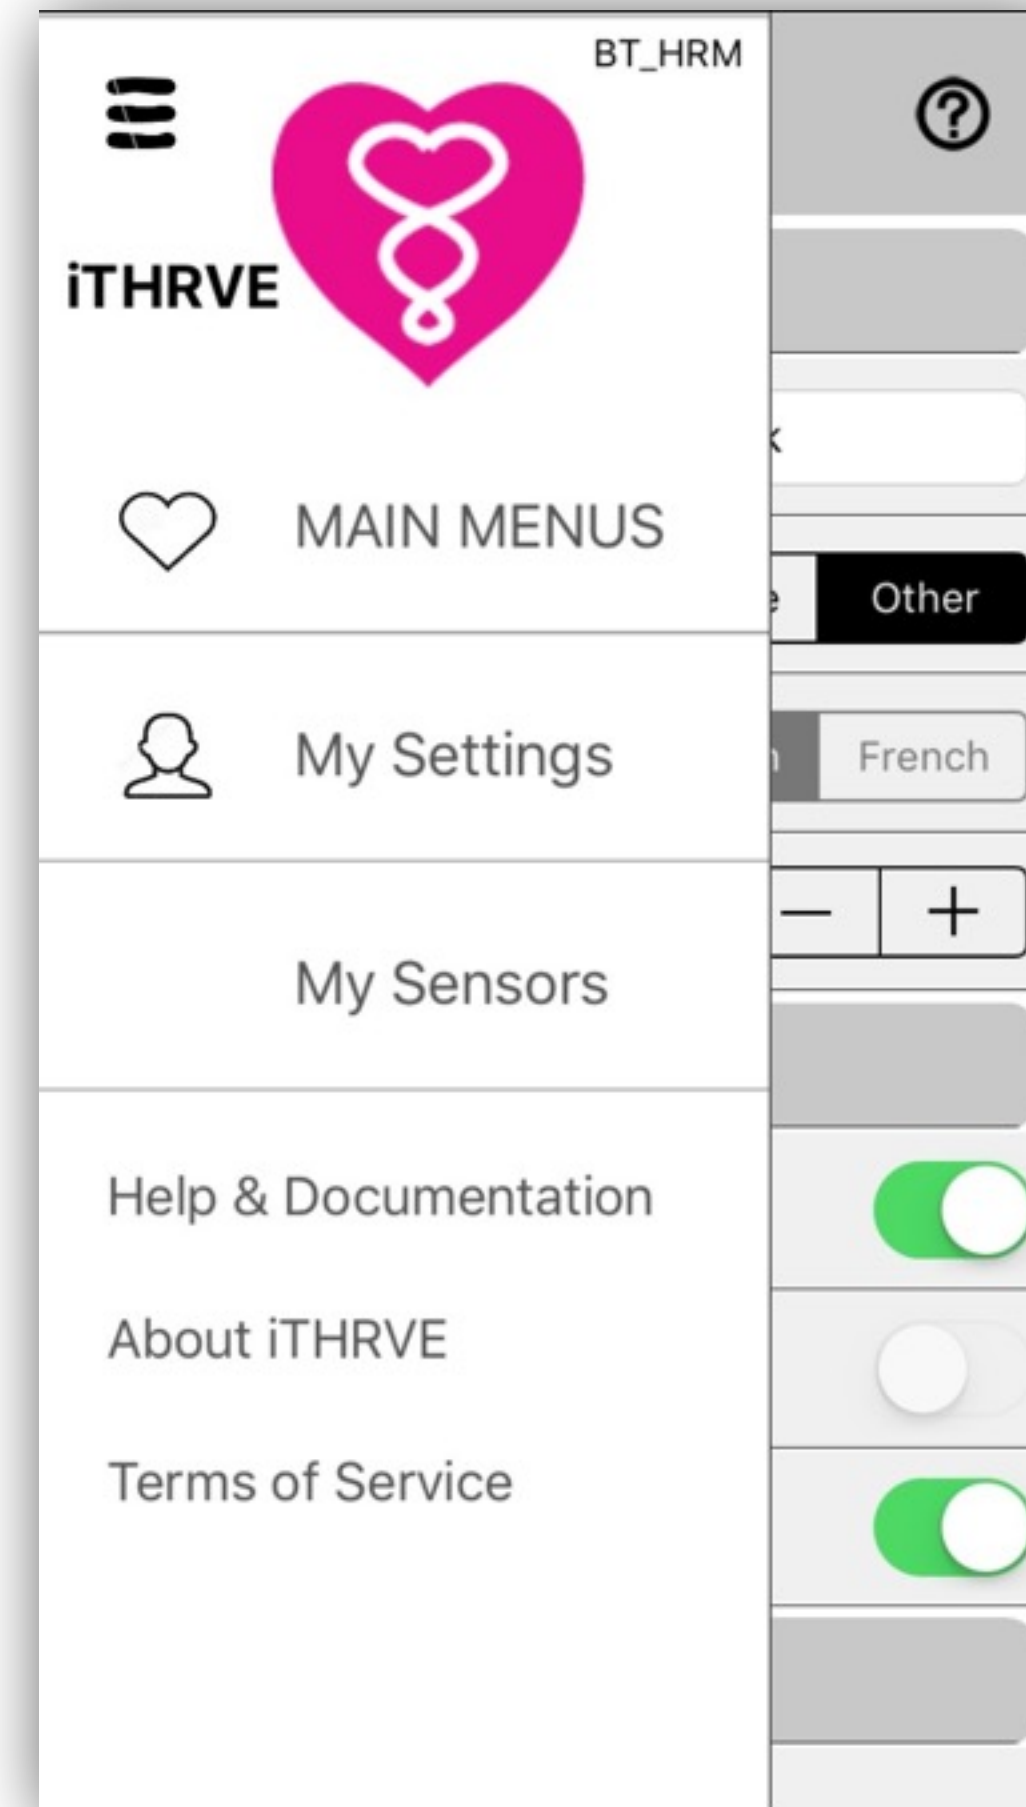 BT_HRM
iTHRVE
MAIN MENUS
Other
My Settings
French
My Sensors
Help & Documentation
About iTHRVE
Terms of Service